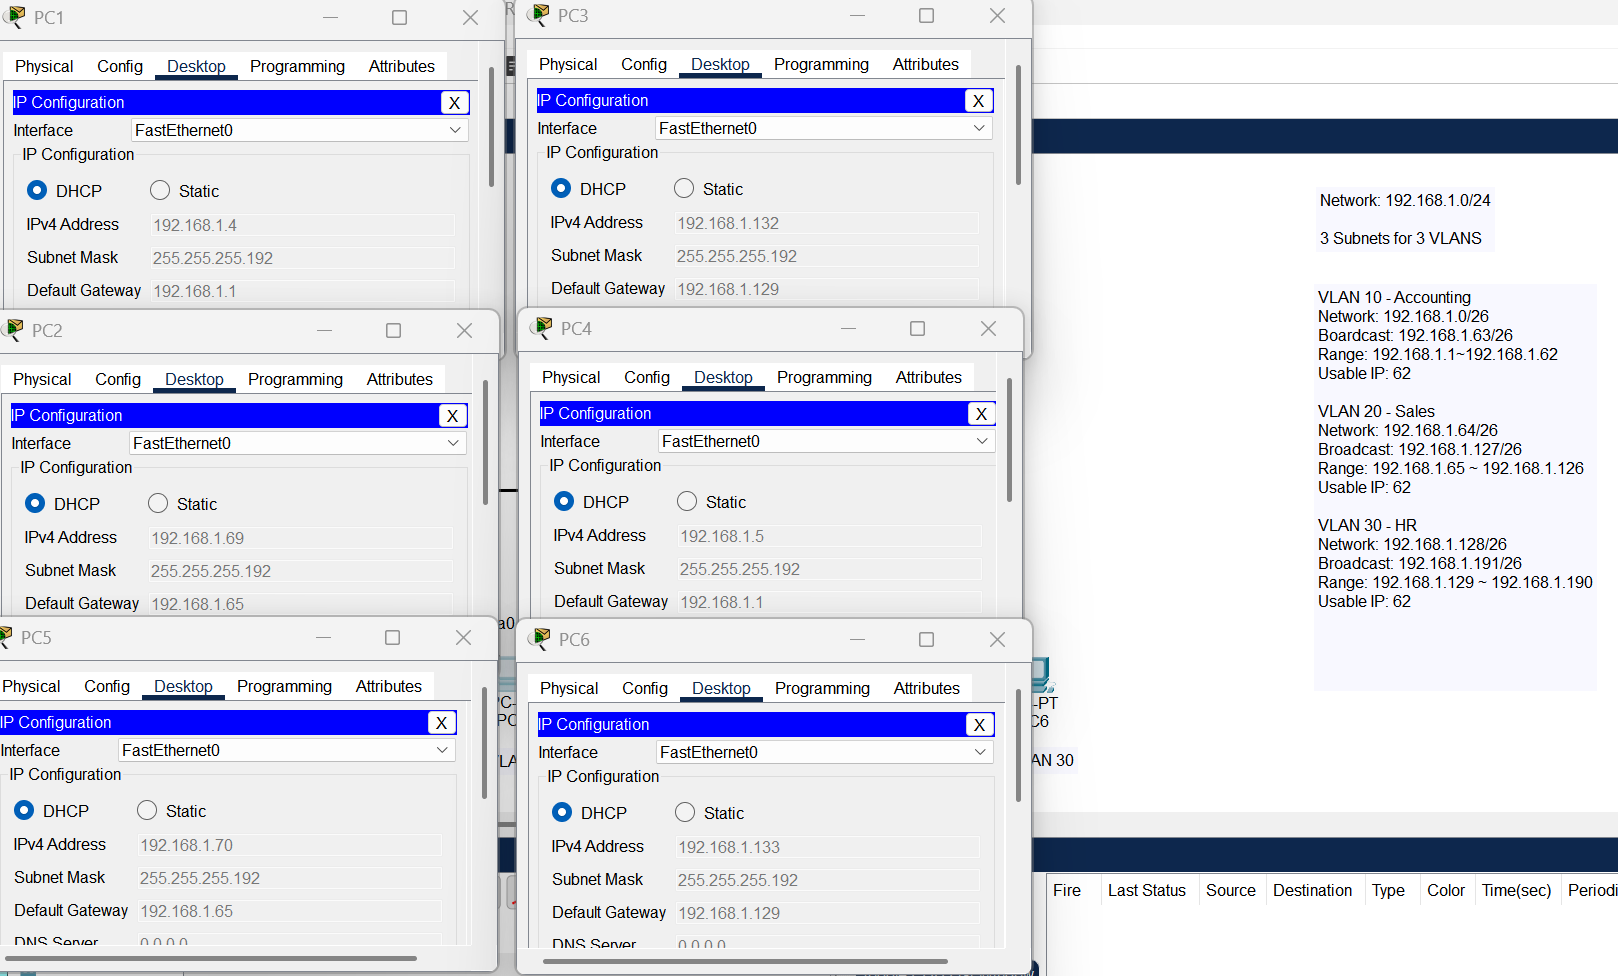 PC1
Physical Config Desktop Programming Attributes
IP Configuration X
Interface FastEthernet0
IP Configuration
DHCP Static
IPv4 Address 192.168.1.4
Subnet Mask 255.255.255.192
Default Gateway 192.168.1.1
PC3
Physical Config Desktop Programming Attributes
IP Configuration X
Interface FastEthernet0
IP Configuration
DHCP Static
IPv4 Address 192.168.1.132
Subnet Mask 255.255.255.192
Default Gateway 192.168.1.129
PC2
Physical Config Desktop Programming Attributes
IP Configuration X
Interface FastEthernet0
IP Configuration
DHCP Static
IPv4 Address 192.168.1.69
Subnet Mask 255.255.255.192
Default Gateway 192.168.1.65
PC4
Physical Config Desktop Programming Attributes
IP Configuration X
Interface FastEthernet0
IP Configuration
DHCP Static
IPv4 Address 192.168.1.5
Subnet Mask 255.255.255.192
Default Gateway 192.168.1.1
PC5
Physical Config Desktop Programming Attributes
IP Configuration X
Interface FastEthernet0
IP Configuration
DHCP Static
IPv4 Address 192.168.1.70
Subnet Mask 255.255.255.192
Default Gateway 192.168.1.65
DNS Server 0.0.0.0
PC6
Physical Config Desktop Programming Attributes
IP Configuration X
Interface FastEthernet0
IP Configuration
DHCP Static
IPv4 Address 192.168.1.133
Subnet Mask 255.255.255.192
Default Gateway 192.168.1.129
DNS Server 0.0.0.0
Network: 192.168.1.0/24
3 Subnets for 3 VLANS
VLAN 10 - Accounting
Network: 192.168.1.0/26
Boardcast: 192.168.1.63/26
Range: 192.168.1.1~192.168.1.62
Usable IP: 62
VLAN 20 - Sales
Network: 192.168.1.64/26
Broadcast: 192.168.1.127/26
Range: 192.168.1.65 ~ 192.168.1.126
Usable IP: 62
VLAN 30 - HR
Network: 192.168.1.128/26
Broadcast: 192.168.1.191/26
Range: 192.168.1.129 ~ 192.168.1.190
Usable IP: 62
a0
-PT
C6
AN 30
Fire Last Status Source Destination Type Color Time(sec) Periodi